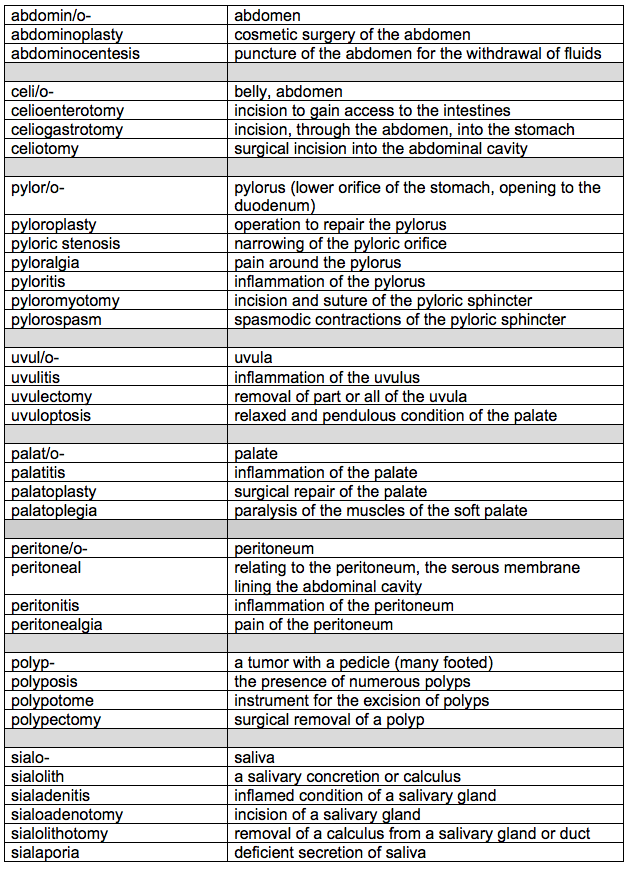 abdomin/o- abdomen
abdominoplasty cosmetic surgery of the abdomen
abdominocentesis puncture of the abdomen for the withdrawal of fluids
celi/o- belly, abdomen
celioenterotomy incision to gain access to the intestines
celiogastrotomy incision, through the abdomen, into the stomach
celiotomy surgical incision into the abdominal cavity
pylor/o- pylorus (lower orifice of the stomach, opening to the
duodenum)
pyloroplasty operation to repair the pylorus
pyloric stenosis narrowing of the pyloric orifice
pyloralgia pain around the pylorus
pyloritis inflammation of the pylorus
pyloromyotomy incision and suture of the pyloric sphincter
pylorospasm spasmodic contractions of the pyloric sphincter
uvul/o- uvula
uvulitis inflammation of the uvulus
uvulectomy removal of part or all of the uvula
uvuloptosis relaxed and pendulous condition of the palate
palat/o- palate
palatitis inflammation of the palate
palatoplasty surgical repair of the palate
palatoplegia paralysis of the muscles of the soft palate
peritone/o- peritoneum
peritoneal relating to the peritoneum, the serous membrane
lining the abdominal cavity
peritonitis inflammation of the peritoneum
peritonealgia pain of the peritoneum
polyp- a tumor with a pedicle (many footed)
polyposis the presence of numerous polyps
polypotome instrument for the excision of polyps
polypectomy surgical removal of a polyp
sialo- saliva
sialolith a salivary concretion or calculus
sialadenitis inflamed condition of a salivary gland
sialoadenotomy incision of a salivary gland
sialolithotomy removal of a calculus from a salivary gland or duct
sialaporia deficient secretion of saliva